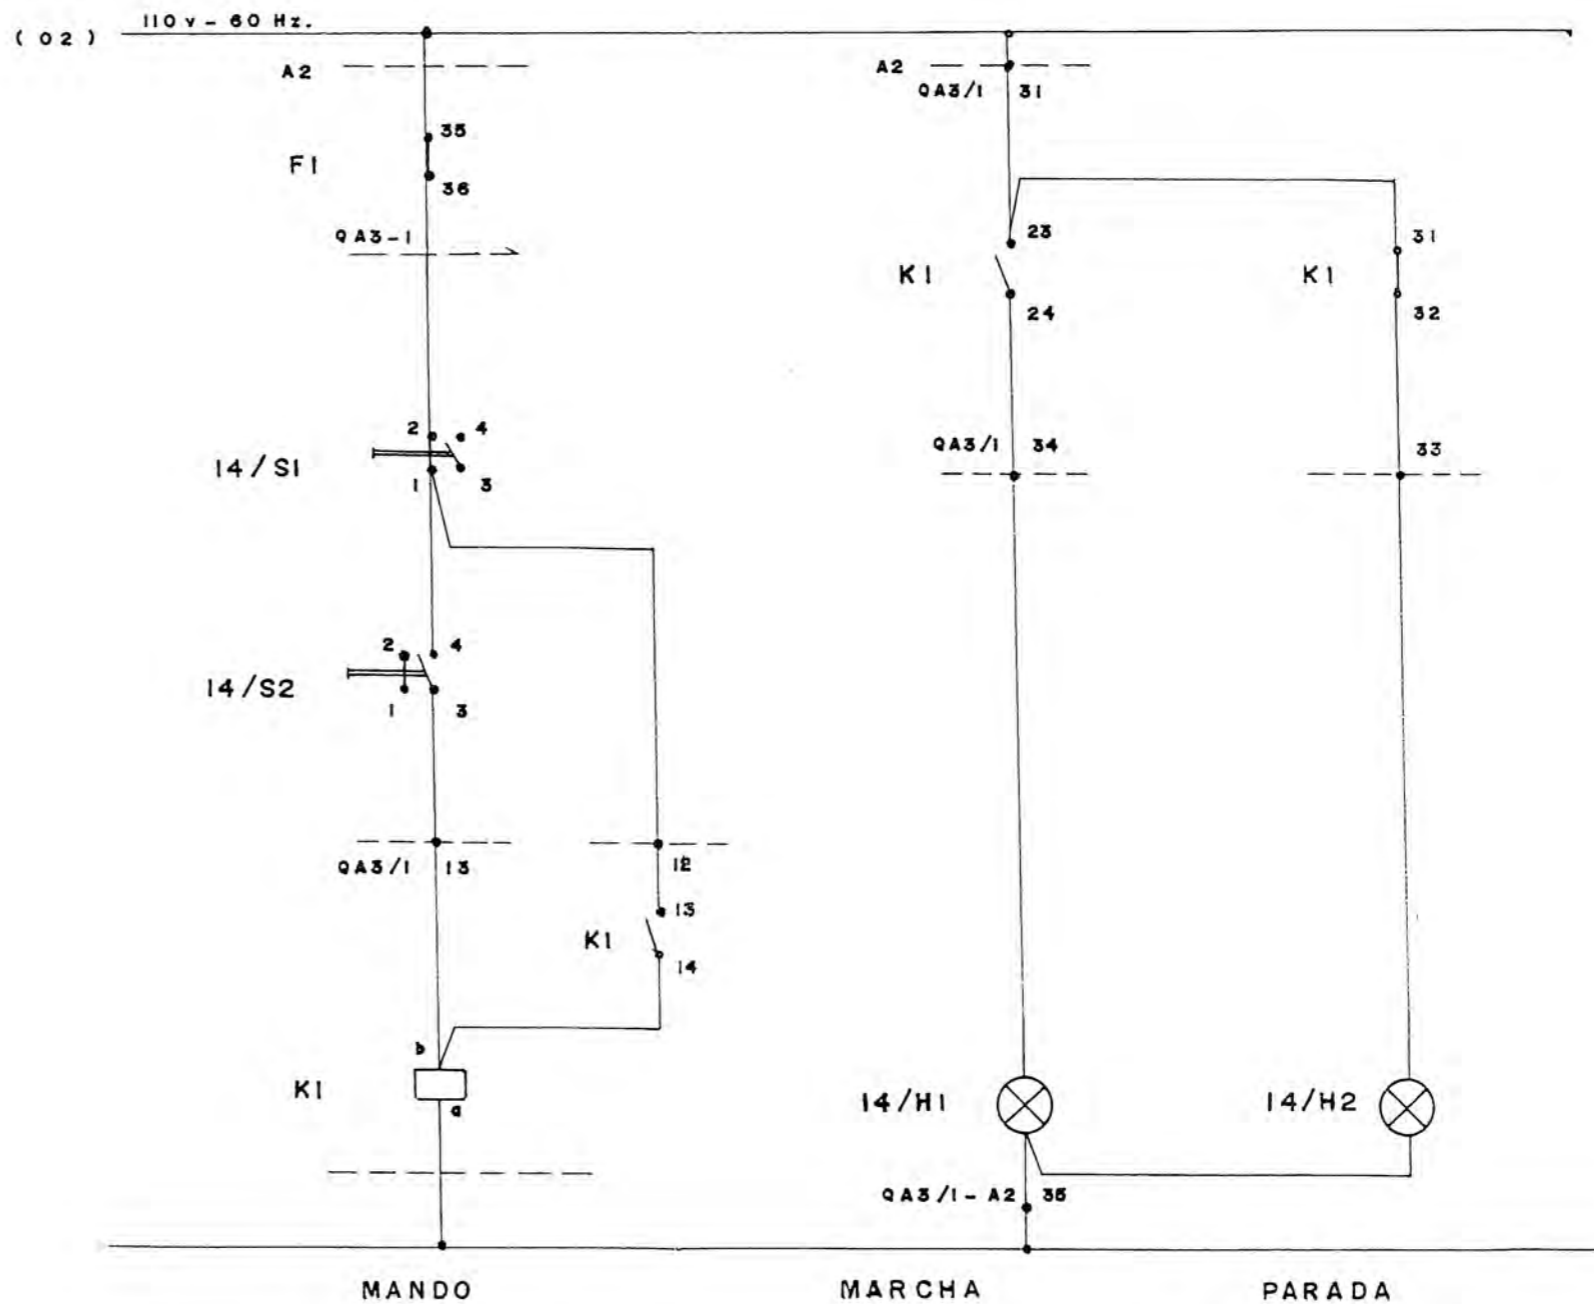 110 v - 60 Hz.
( 02 )
A2
A2
QA3/1 31
35
F1
36
QA3-1
23
31
K1
K1
24
32
2 4
14/S1
1 3
QA3/1 34
33
2 4
14/S2
1 3
QA3/1 13
12
13
K1
14
b
K1
a
14/H1
14/H2
QA3/1-A2 35
MANDO
MARCHA
PARADA